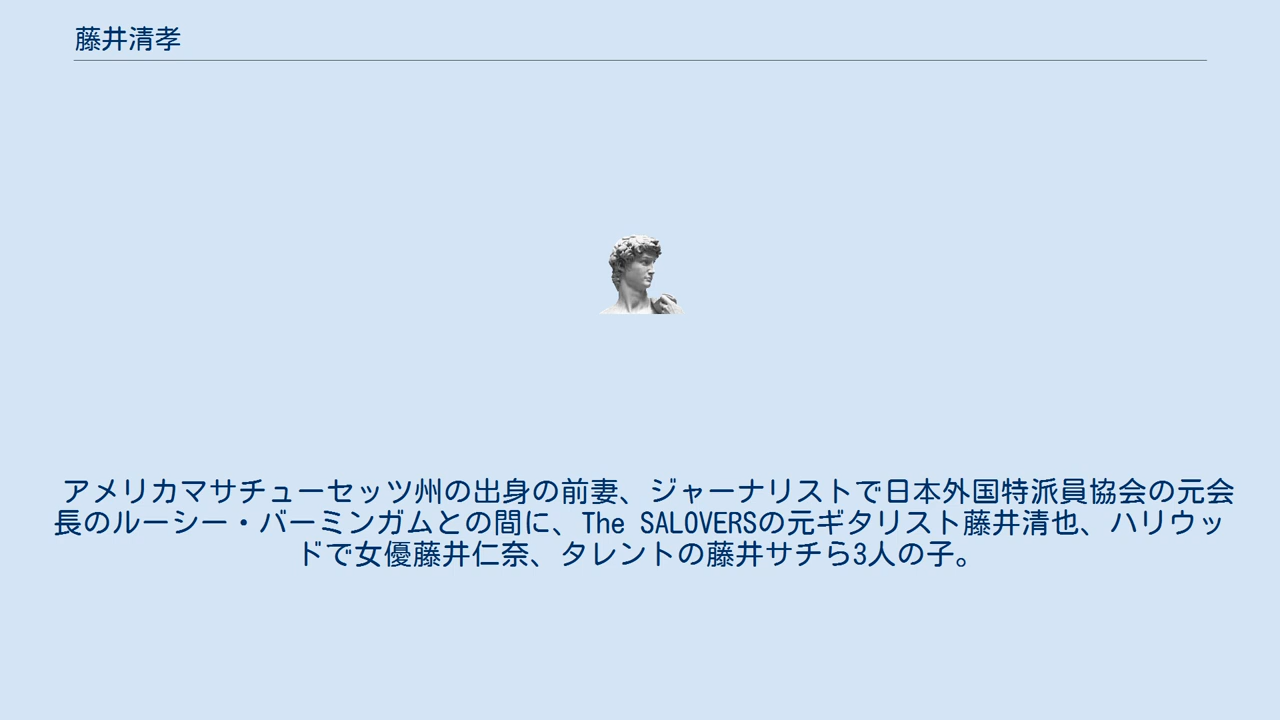 藤井清孝
アメリカマサチューセッツ州の出身の前妻、ジャーナリストで日本外国特派員協会の元会
長のルーシー・バーミンガムとの間に、The SALOVERSの元ギタリスト藤井清也、ハリウッ
ドで女優藤井仁奈、タレントの藤井サチら3人の子。